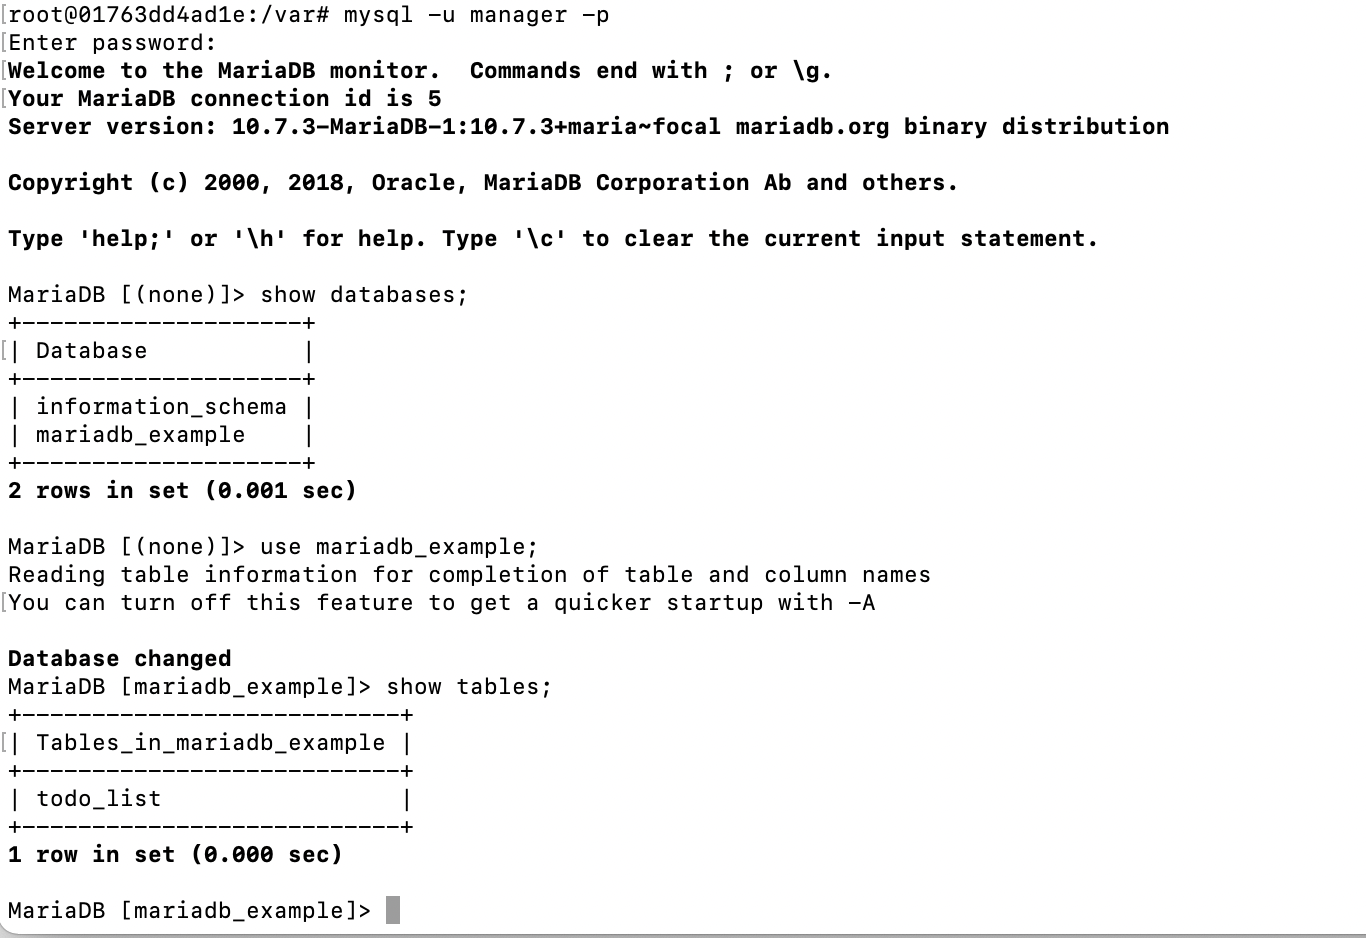 [root@01763dd4ad1e:/var# mysql -u manager -p
[Enter password:
[Welcome to the MariaDB monitor.  Commands end with ; or \g.
[Your MariaDB connection id is 5
Server version: 10.7.3-MariaDB-1:10.7.3+maria~focal mariadb.org binary distribution

Copyright (c) 2000, 2018, Oracle, MariaDB Corporation Ab and others.

Type 'help;' or '\h' for help. Type '\c' to clear the current input statement.

MariaDB [(none)]> show databases;
+--------------------+
[| Database           |
+--------------------+
| information_schema |
| mariadb_example    |
+--------------------+
2 rows in set (0.001 sec)

MariaDB [(none)]> use mariadb_example;
Reading table information for completion of table and column names
[You can turn off this feature to get a quicker startup with -A

Database changed
MariaDB [mariadb_example]> show tables;
+---------------------------+
[| Tables_in_mariadb_example |
+---------------------------+
| todo_list                 |
+---------------------------+
1 row in set (0.000 sec)

MariaDB [mariadb_example]>